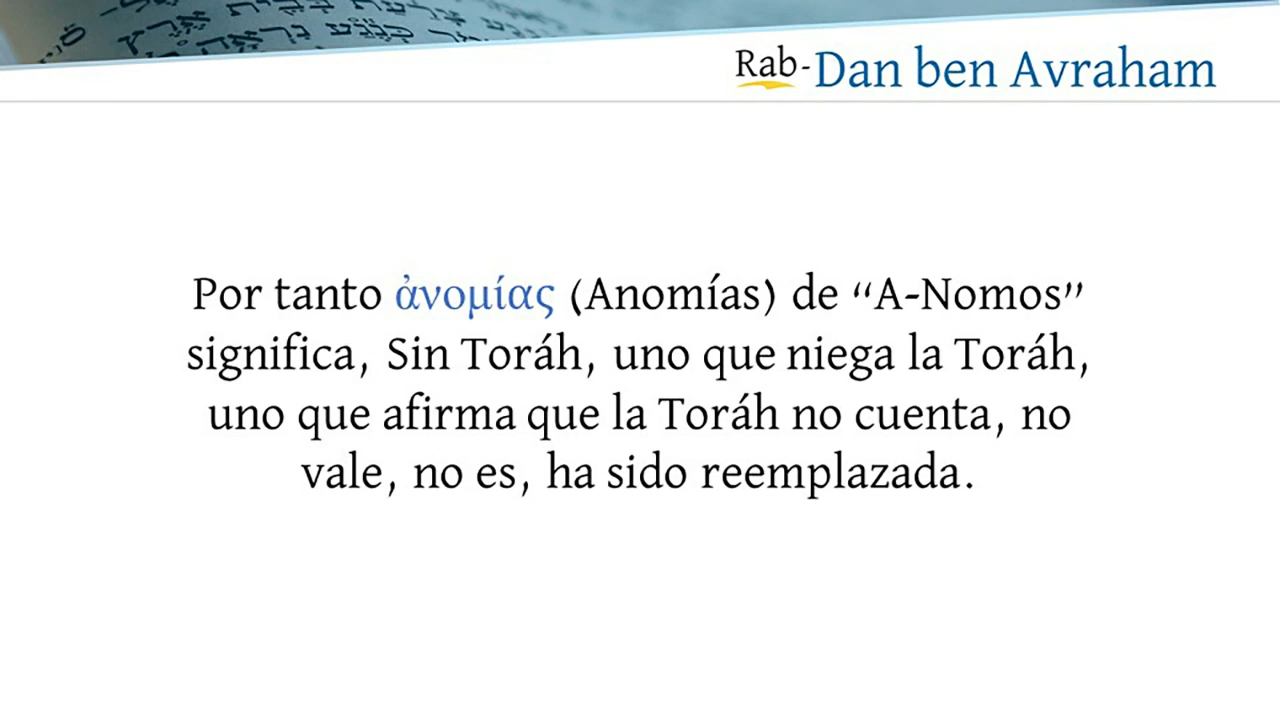 Rab-Dan ben Avraham
Por tanto ἀνομίας (Anomías) de “A-Nomos”
significa, Sin Toráh, uno que niega la Toráh,
uno que afirma que la Toráh no cuenta, no
vale, no es, ha sido reemplazada.